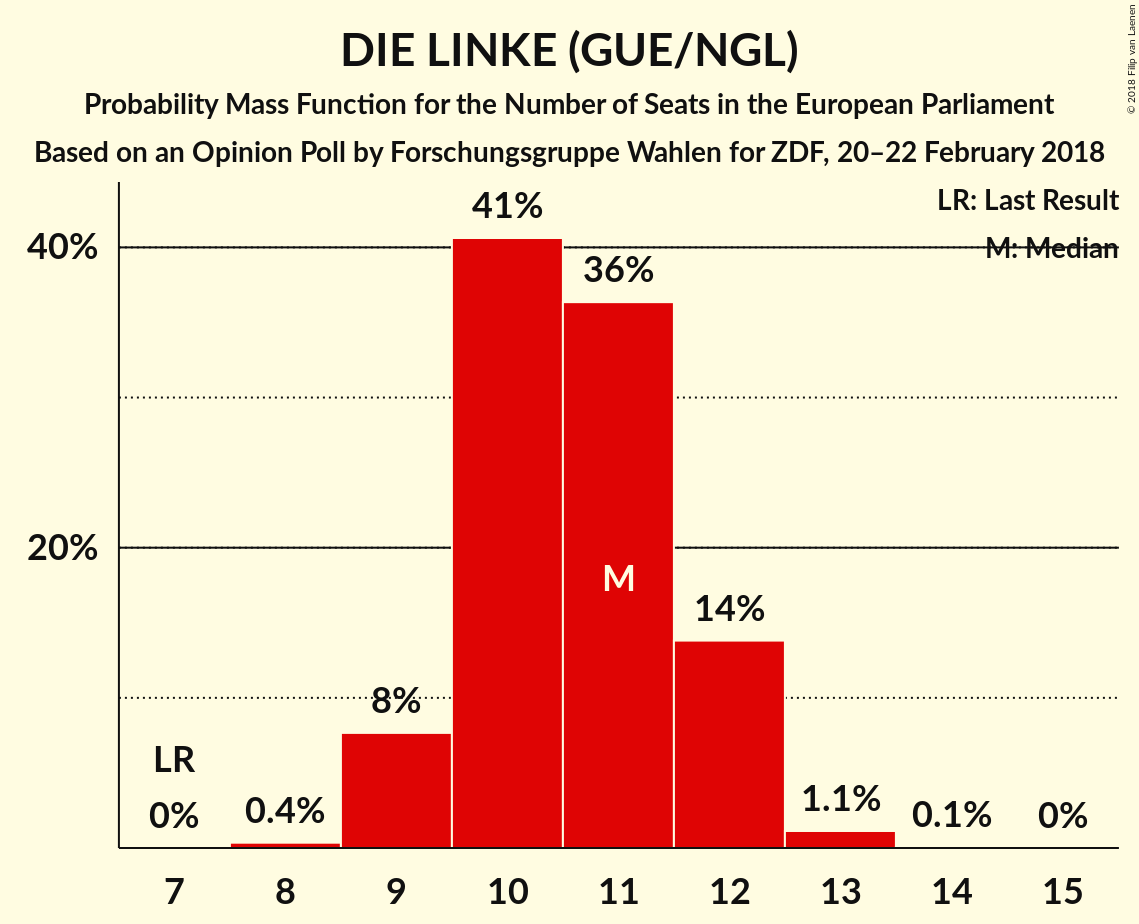 DIE LINKE (GUE/NGL)
Probability Mass Function for the Number of Seats in the European Parliament
Based on an Opinion Poll by Forschungsgruppe Wahlen for ZDF, 20–22 February 2018
© 2018 Filip van Laenen
LR: Last Result
M: Median
40%
20%
LR
0%
0.4%
8%
41%
36%
M
14%
1.1%
0.1%
0%
7 8 9 10 11 12 13 14 15